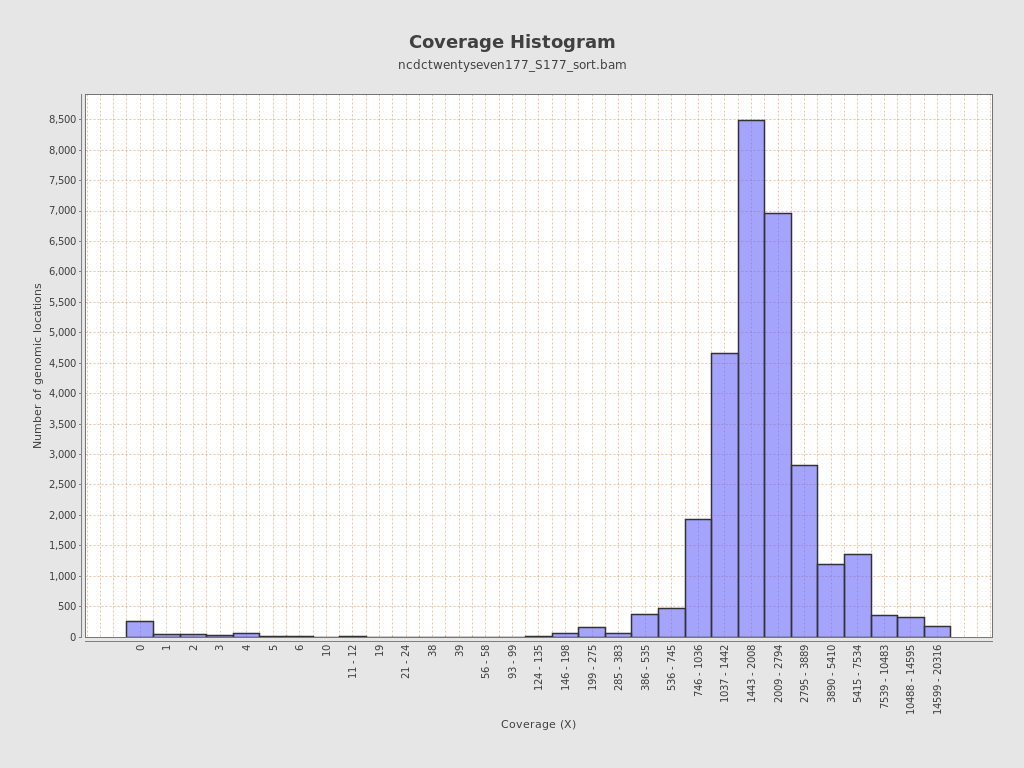 Coverage Histogram
ncdctwentyseven177_S177_sort.bam
Number of genomic locations
8,500
8,000
7,500
7,000
6,500
6,000
5,500
5,000
4,500
4,000
3,500
3,000
2,500
2,000
1,500
1,000
500
0
0
1
2
3
4
5
6
10
11 - 12
19
21 - 24
38
39
56 - 58
93 - 99
124 - 135
146 - 198
199 - 275
285 - 383
386 - 535
536 - 745
746 - 1036
1037 - 1442
1443 - 2008
2009 - 2794
2795 - 3889
3890 - 5410
5415 - 7534
7539 - 10483
10488 - 14595
14599 - 20316
Coverage (X)